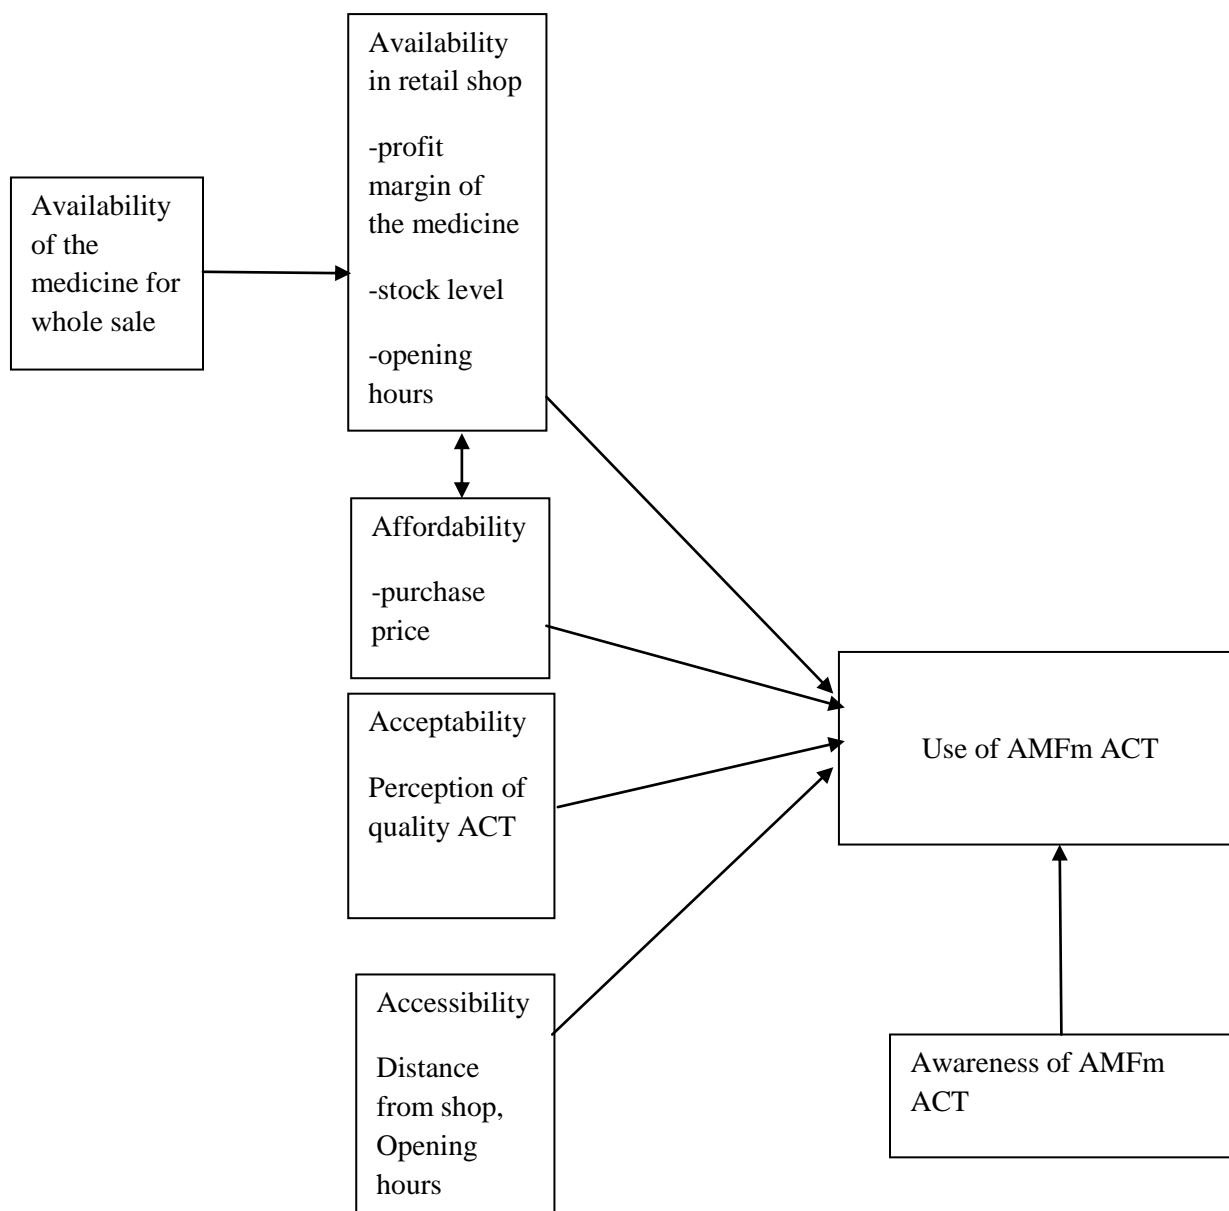 Availability
in retail shop
-profit
margin of
the medicine
-stock level
-opening
hours
Availability
of the
medicine for
whole sale
Affordability
-purchase
price
Acceptability
Perception of
quality ACT
Use of AMFm ACT
Accessibility
Distance
from shop,
Opening
hours
Awareness of AMFm
ACT